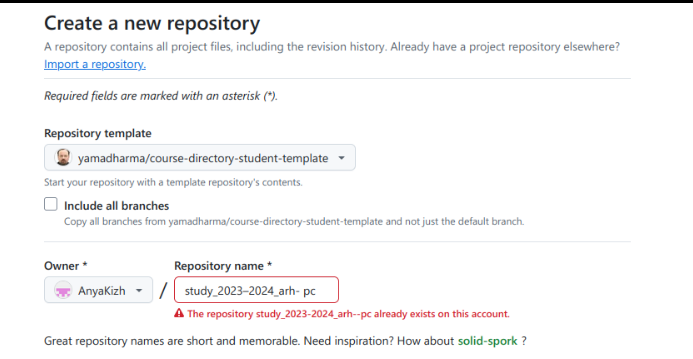 Create a new repository
A repository contains all project files, including the revision history. Already have a project repository elsewhere?
Import a repository.
Required fields are marked with an asterisk (*).
Repository template
yamadharma/course-directory-student-template
Start your repository with a template repository's contents.
Include all branches
Copy all branches from yamadharma/course-directory-student-template and not just the default branch.
Owner * Repository name *
AnyaKizh / study_2023–2024_arh- pc
The repository study_2023-2024_arh--pc already exists on this account.
Great repository names are short and memorable. Need inspiration? How about solid-spork ?